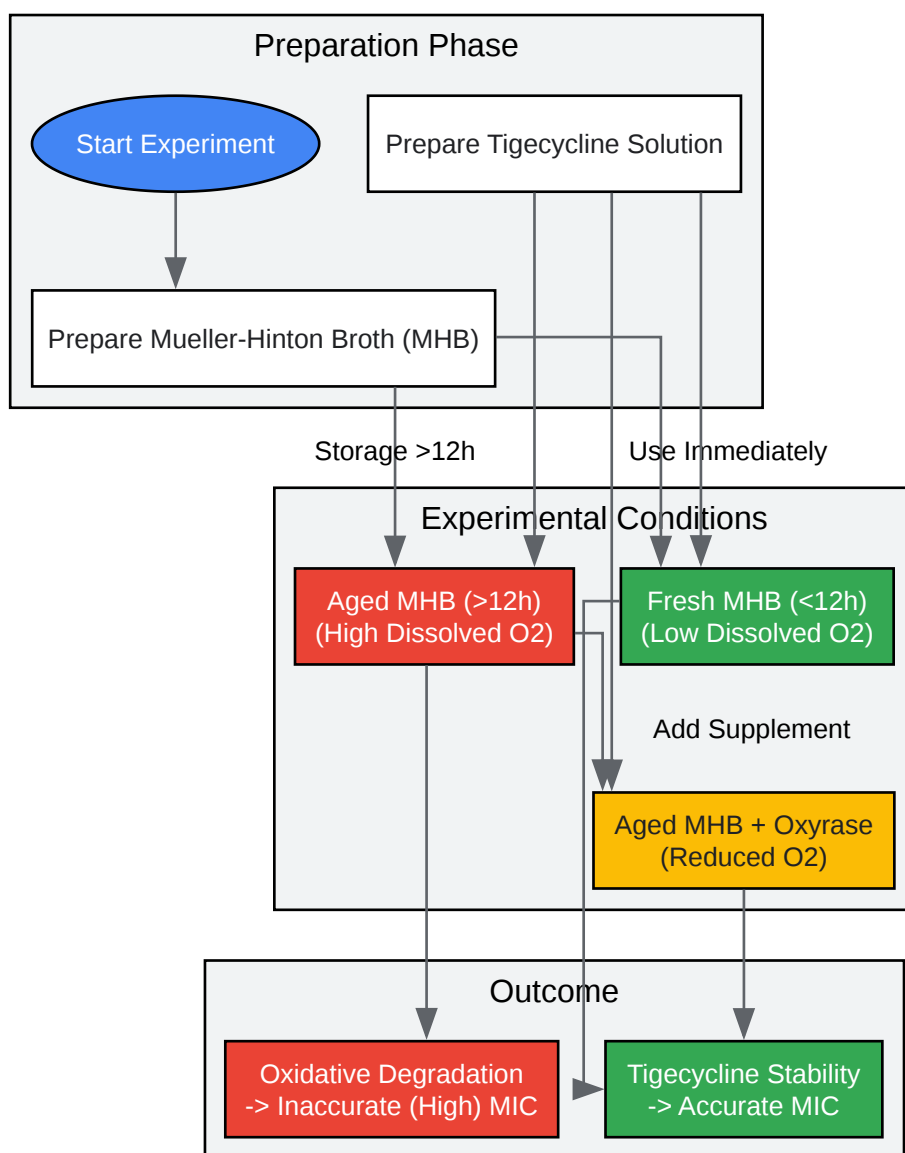 Preparation Phase
Start Experiment
Prepare Tigecycline Solution
Prepare Mueller-Hinton Broth (MHB)
Storage >12h
Use Immediately
Experimental Conditions
Aged MHB (>12h)
(High Dissolved O2)
Fresh MHB (<12h)
(Low Dissolved O2)
Add Supplement
Aged MHB + Oxyrase
(Reduced O2)
Outcome
Oxidative Degradation
-> Inaccurate (High) MIC
Tigecycline Stability
-> Accurate MIC